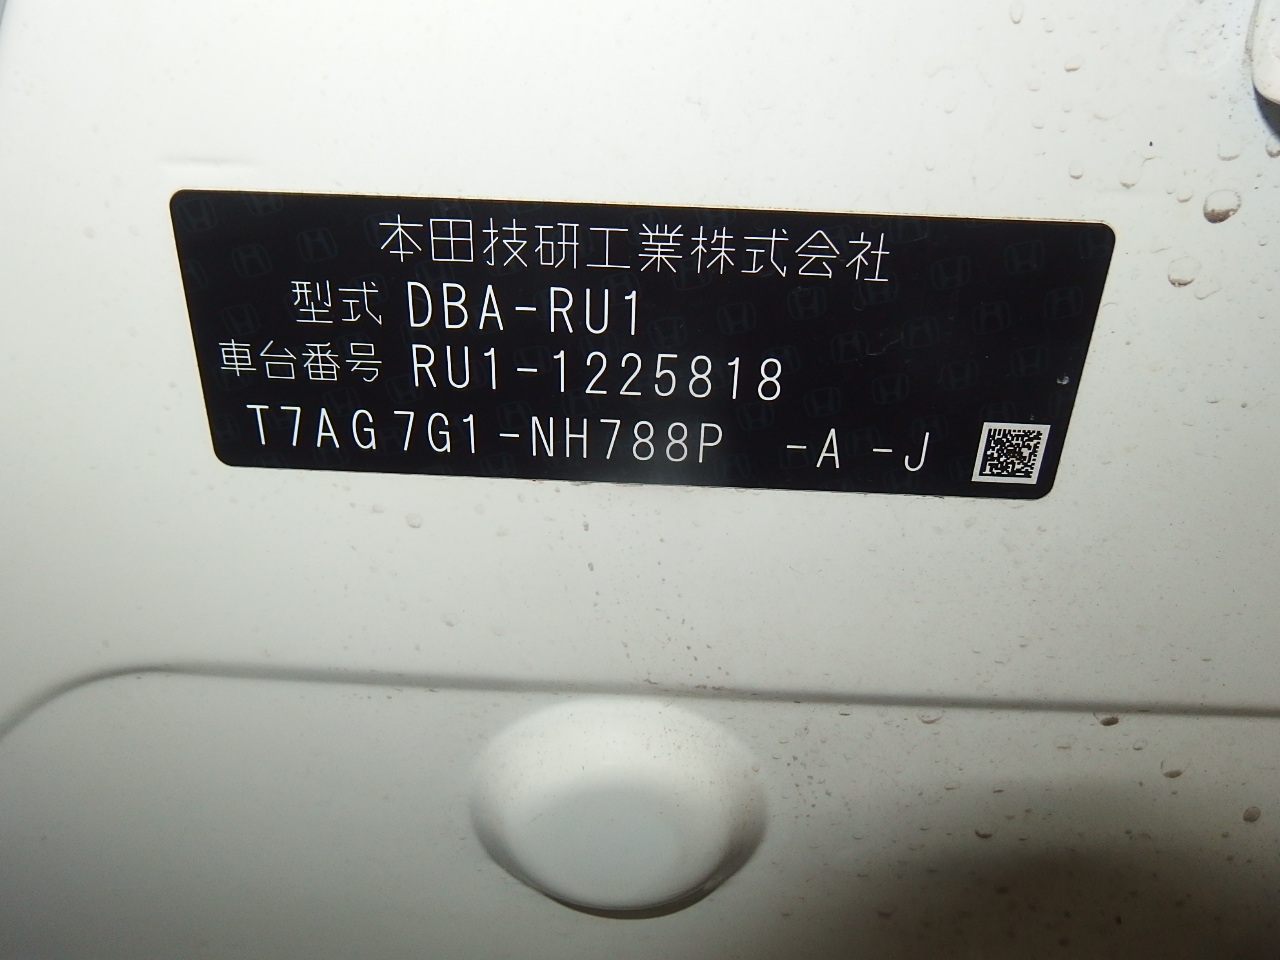 本田技研工業株式会社
型式 DBA-RU1
車台番号 RU1-1225818
T7AG7G1-NH788P -A -J